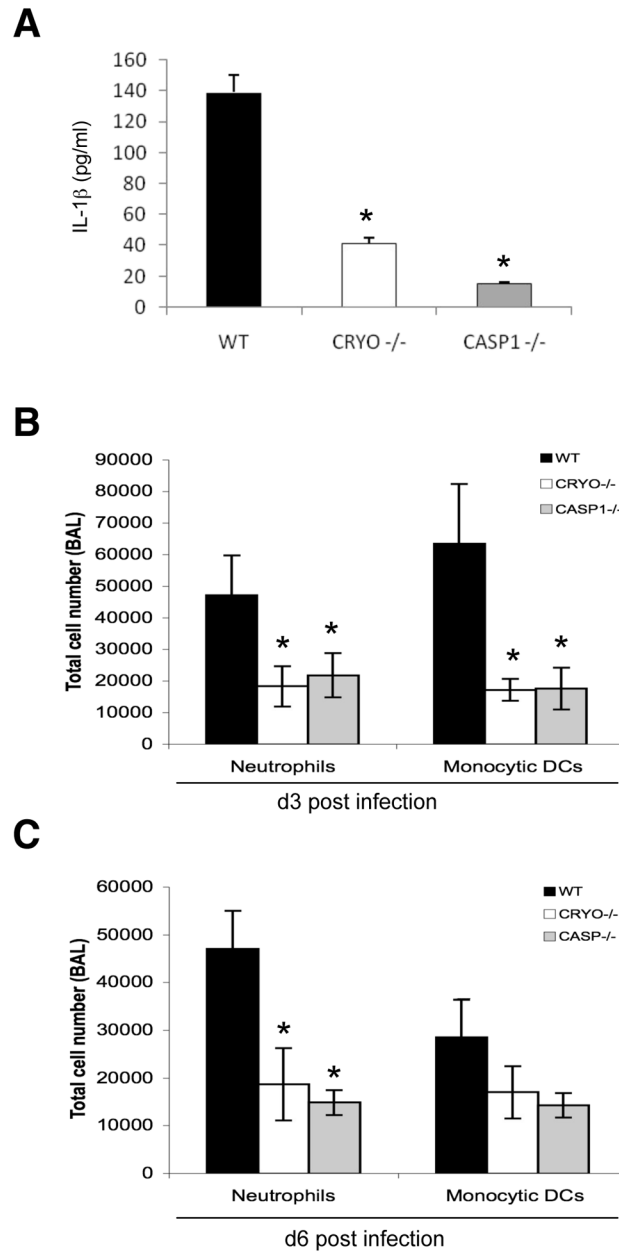 A
IL-1β (pg/ml)
160
140
120
100
80
60
40
20
0
*
*
WT
CRYO -/-
CASP1 -/-
B
Total cell number (BAL)
90000
80000
70000
60000
50000
40000
30000
20000
10000
0
WT
CRYO-/-
CASP1-/-
* * * *
Neutrophils Monocytic DCs
d3 post infection
C
Total cell number (BAL)
60000
50000
40000
30000
20000
10000
0
WT
CRYO-/-
CASP-/-
*
*
Neutrophils Monocytic DCs
d6 post infection